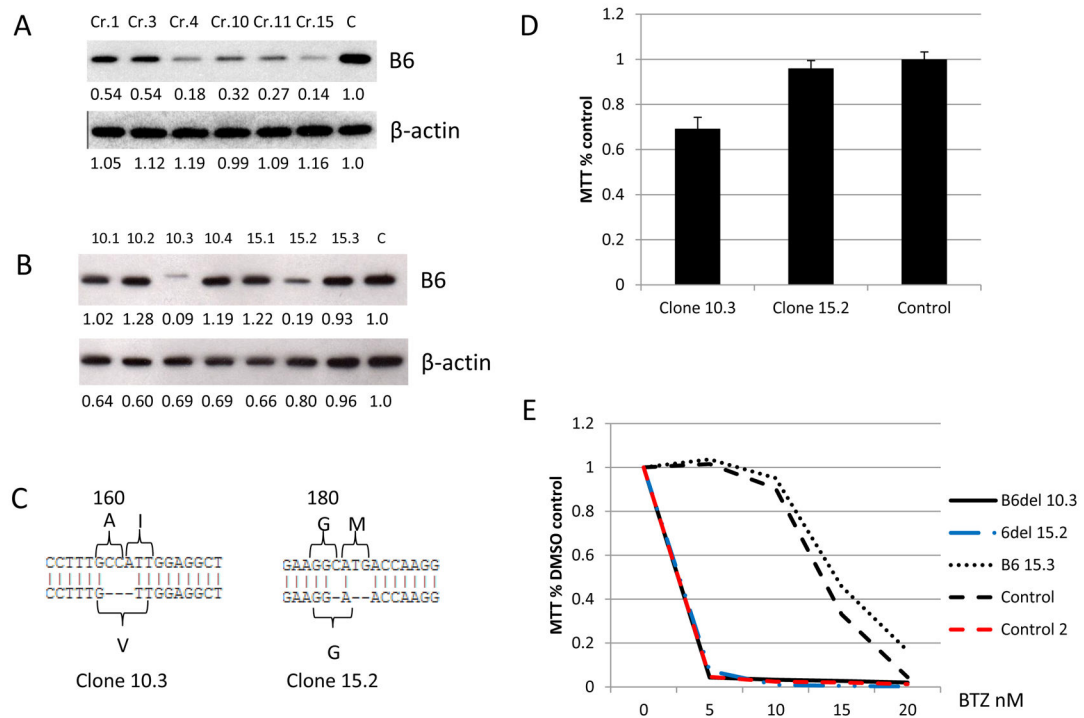 A
Cr.1 Cr.3 Cr.4 Cr.10 Cr.11 Cr.15 C
B6
0.54 0.54 0.18 0.32 0.27 0.14 1.0
β-actin
1.05 1.12 1.19 0.99 1.09 1.16 1.0
B
10.1 10.2 10.3 10.4 15.1 15.2 15.3 C
B6
1.02 1.28 0.09 1.19 1.22 0.19 0.93 1.0
β-actin
0.64 0.60 0.69 0.69 0.66 0.80 0.96 1.0
C
160
A I
CCTTTGCCATTGGAGGCT
CCTTTG---TTGGAGGCT
V
Clone 10.3
180
G M
GAAGGCATGACCAAGG
GAAGG-A--ACCAAGG
G
Clone 15.2
D
MTT % control
1.2
1
0.8
0.6
0.4
0.2
0
Clone 10.3 Clone 15.2 Control
E
MTT % DMSO control
1.2
1
0.8
0.6
0.4
0.2
0
0 5 10 15 20
BTZ nM
B6del 10.3
6del 15.2
B6 15.3
Control
Control 2